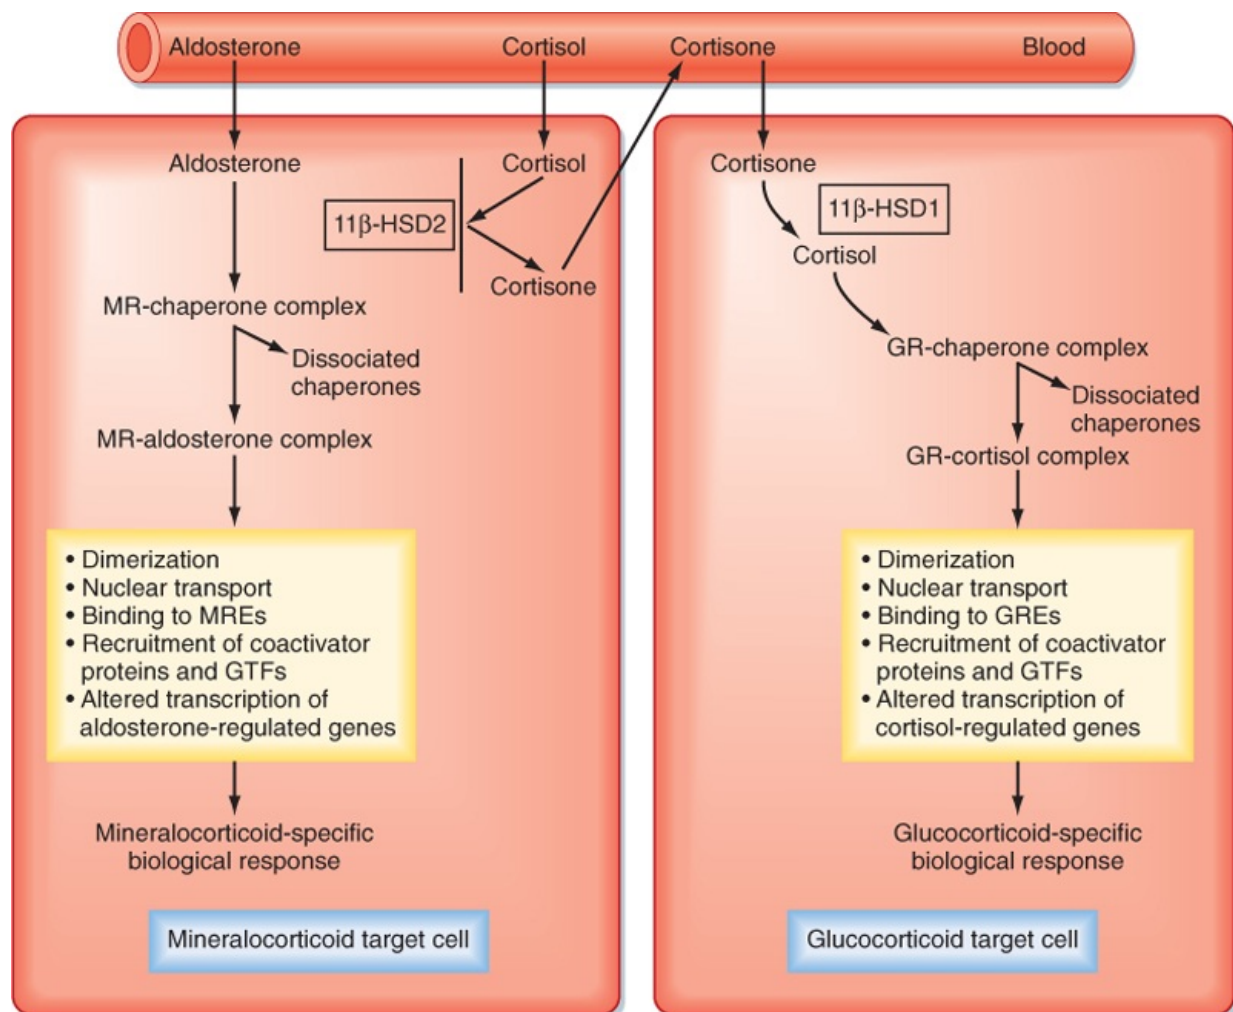 Aldosterone
Cortisol
Cortisone
Blood
Aldosterone
Cortisol
11β-HSD2
Cortisone
MR-chaperone complex
Dissociated
chaperones
MR-aldosterone complex
• Dimerization
• Nuclear transport
• Binding to MREs
• Recruitment of coactivator
proteins and GTFs
• Altered transcription of
aldosterone-regulated genes
Mineralocorticoid-specific
biological response
Mineralocorticoid target cell
Cortisone
11β-HSD1
Cortisol
GR-chaperone complex
Dissociated
chaperones
GR-cortisol complex
• Dimerization
• Nuclear transport
• Binding to GREs
• Recruitment of coactivator
proteins and GTFs
• Altered transcription of
cortisol-regulated genes
Glucocorticoid-specific
biological response
Glucocorticoid target cell